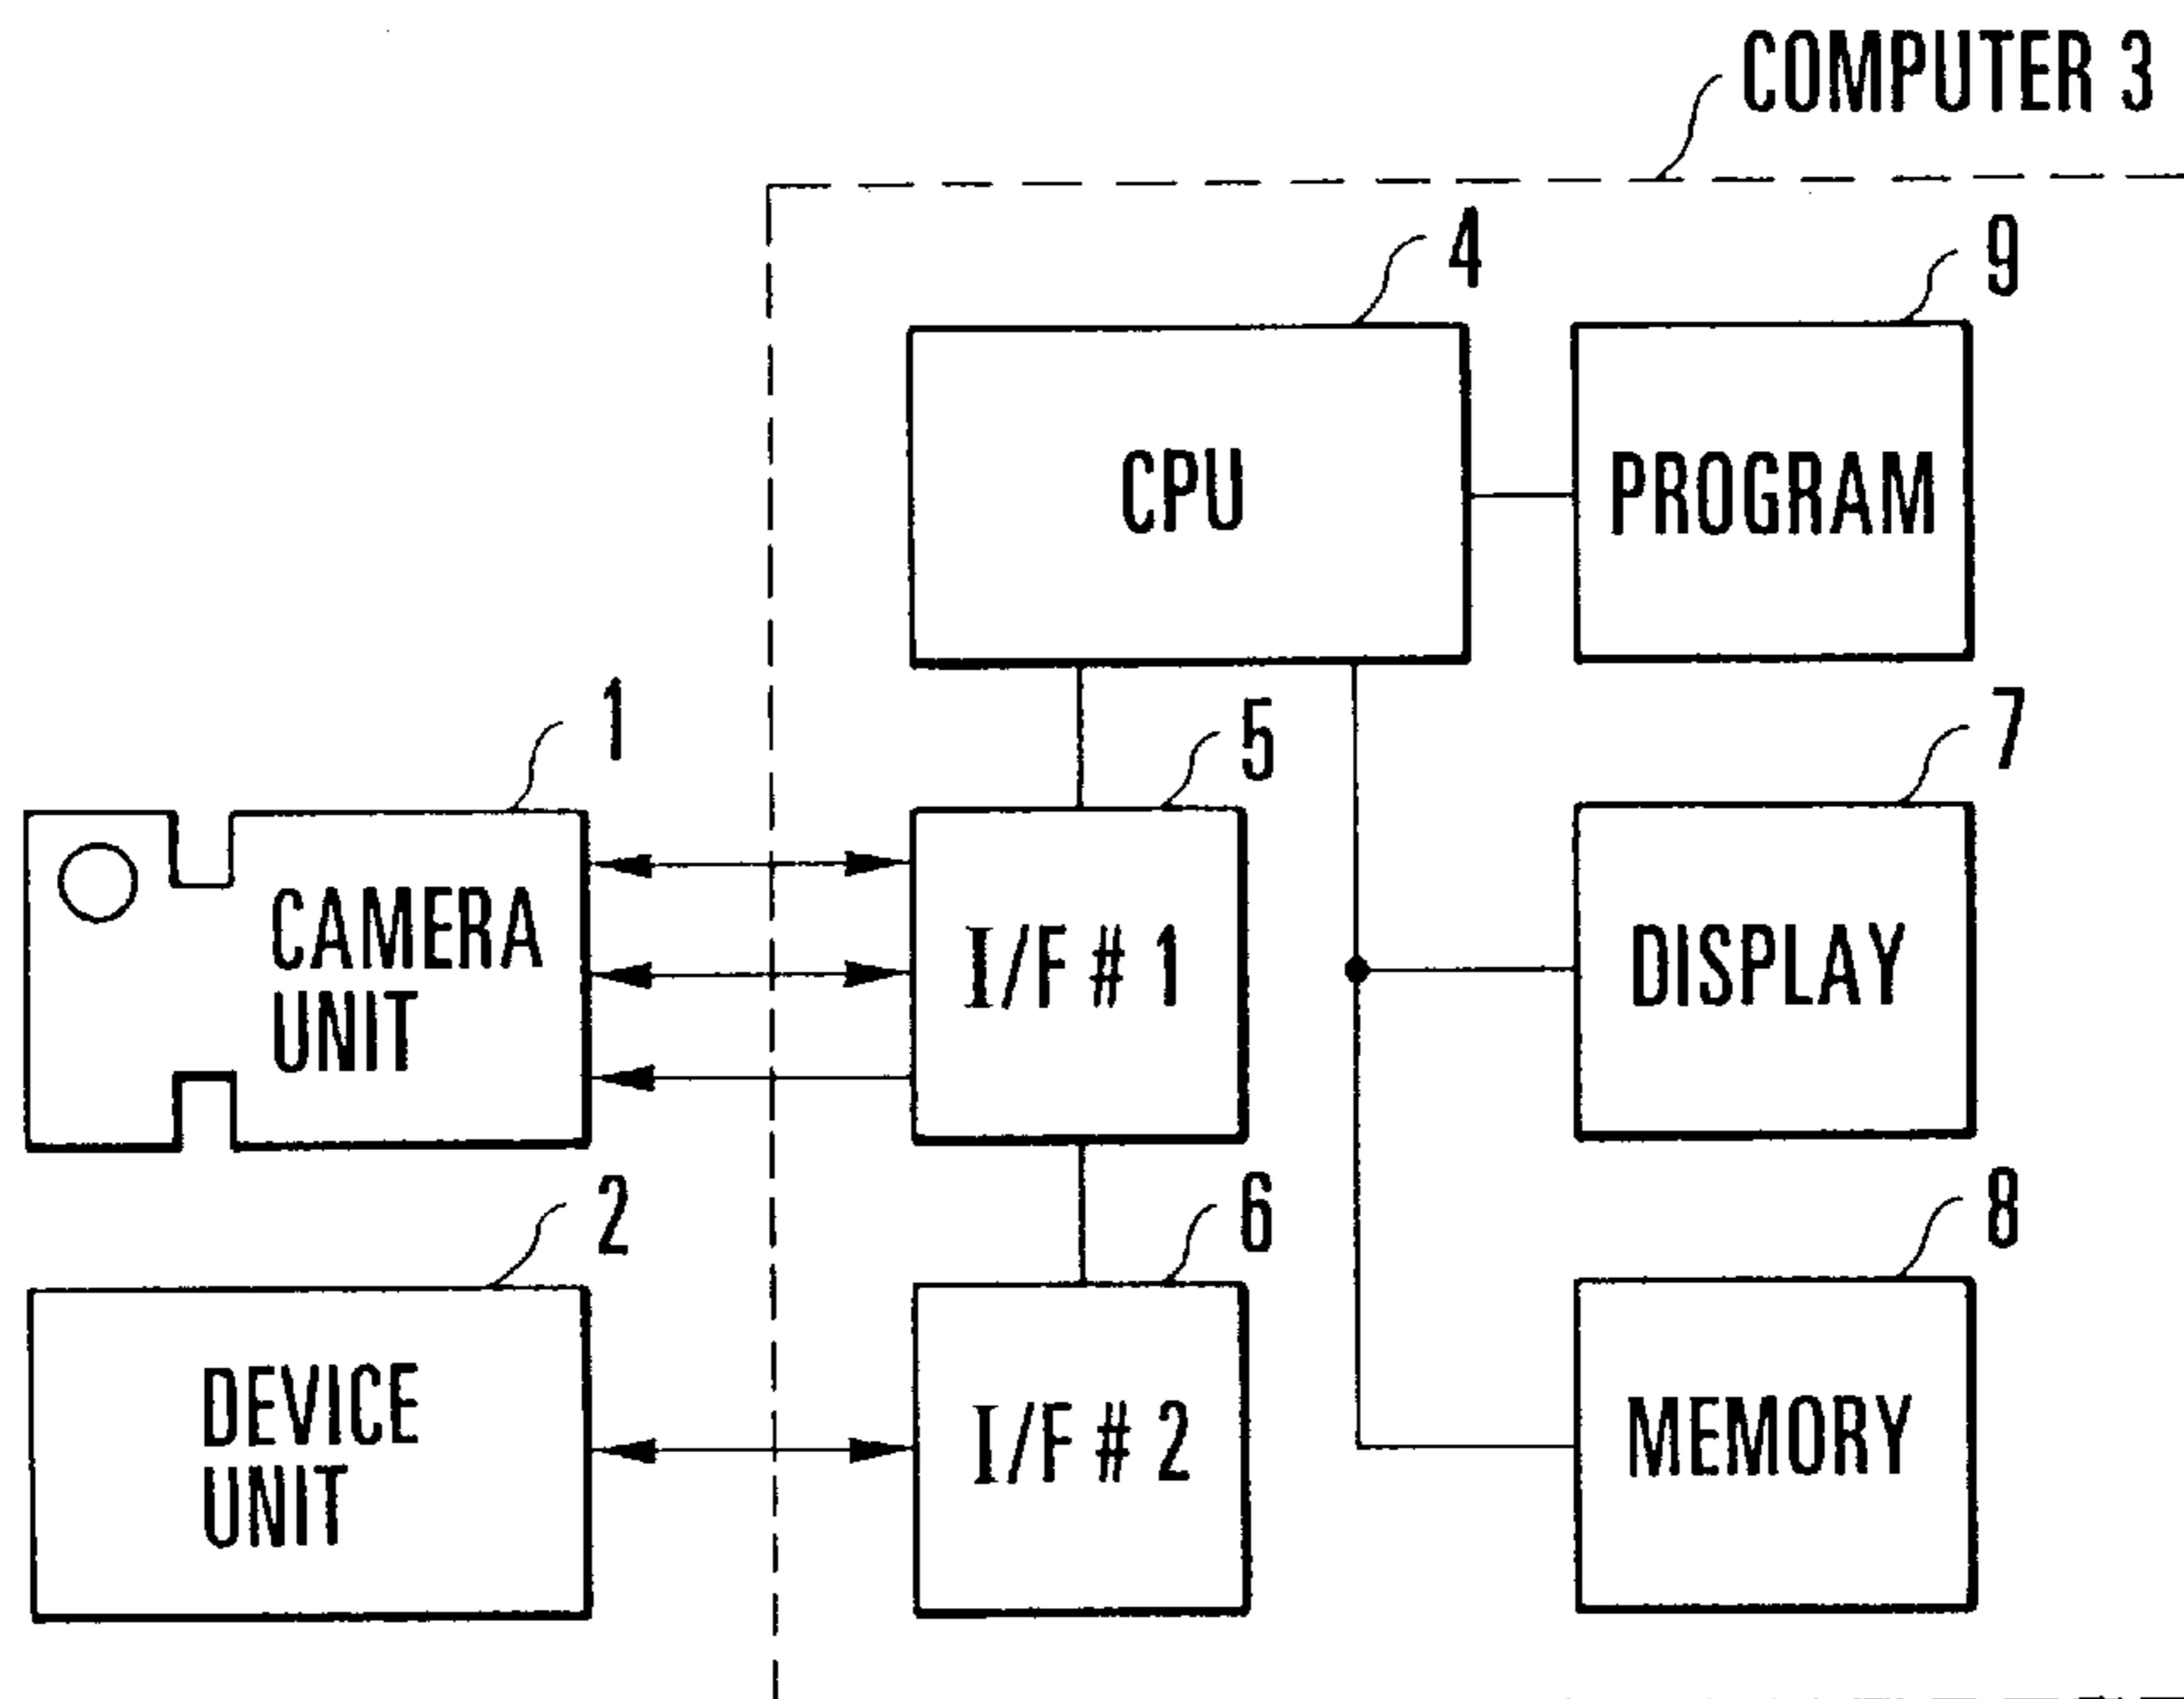 COMPUTER 3
4
9
CPU
PROGRAM
1
5
7
CAMERA
UNIT
I/F # 1
DISPLAY
2
6
8
DEVICE
UNIT
I/F # 2
MEMORY